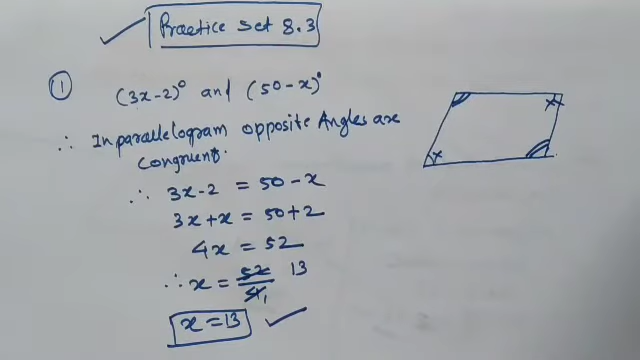 Practice Set 8.3
① (3x-2)° and (50-x)°
∴ In parallelogram opposite Angles are
congruent.
∴ 3x-2 = 50-x
3x+x = 50+2
4x = 52
∴ x = 52/4 13
1
x=13
x x